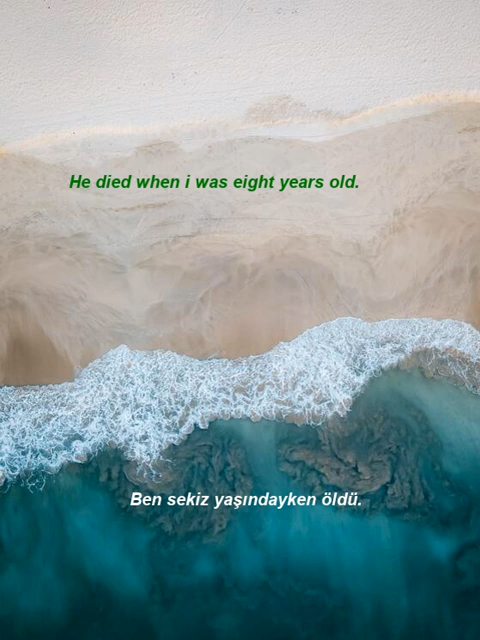 He died when i was eight years old.
Ben sekiz yaşındayken öldü.